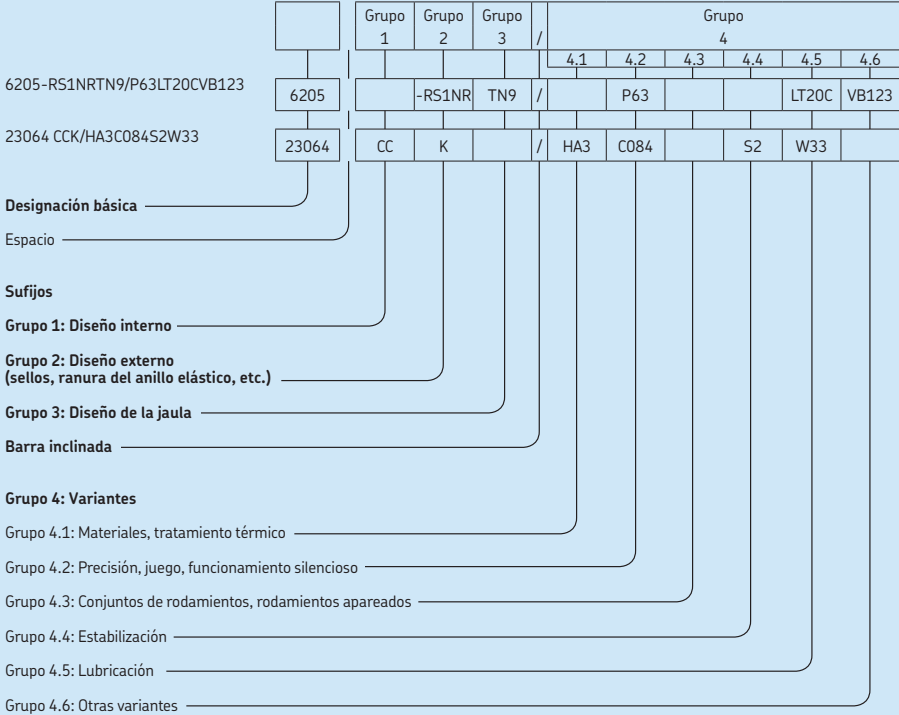 Grupo Grupo Grupo Grupo
1 2 3 / 4
4.1 4.2 4.3 4.4 4.5 4.6
6205-RS1NRTN9/P63LT20CVB123
6205 -RS1NR TN9 / P63 LT20C VB123
23064 CCK/HA3C084S2W33
23064 CC K / HA3 C084 S2 W33
Designación básica
Espacio
Sufijos
Grupo 1: Diseño interno
Grupo 2: Diseño externo
(sellos, ranura del anillo elástico, etc.)
Grupo 3: Diseño de la jaula
Barra inclinada
Grupo 4: Variantes
Grupo 4.1: Materiales, tratamiento térmico
Grupo 4.2: Precisión, juego, funcionamiento silencioso
Grupo 4.3: Conjuntos de rodamientos, rodamientos apareados
Grupo 4.4: Estabilización
Grupo 4.5: Lubricación
Grupo 4.6: Otras variantes